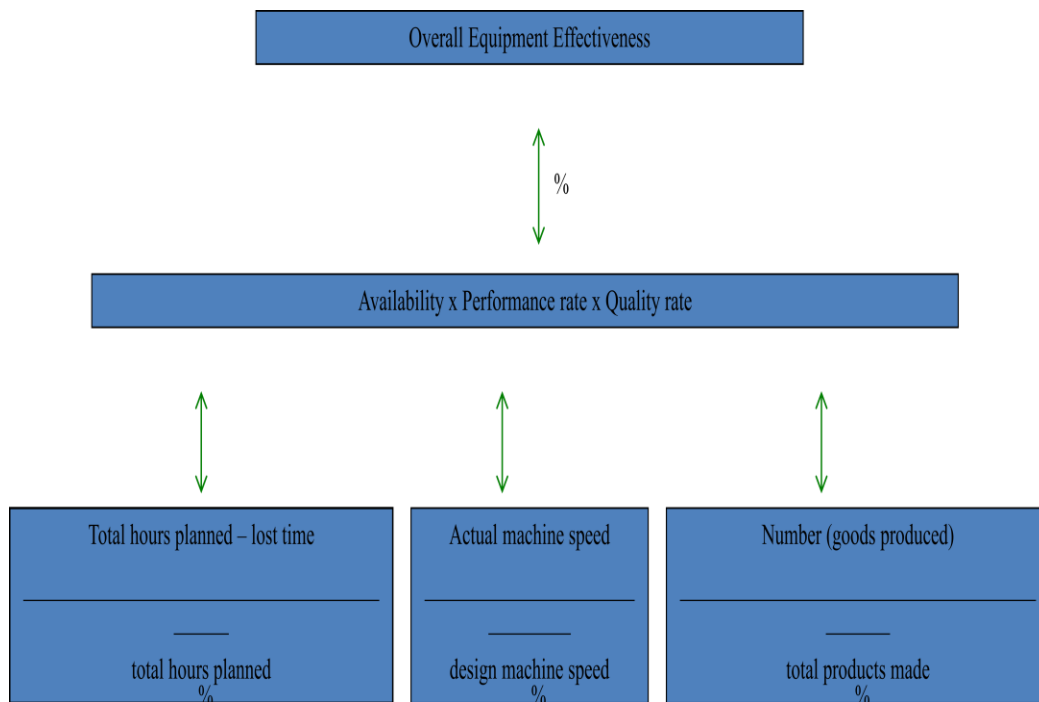 Overall Equipment Effectiveness
%
Availability x Performance rate x Quality rate
Total hours planned – lost time
total hours planned
%
Actual machine speed
design machine speed
%
Number (goods produced)
total products made
%